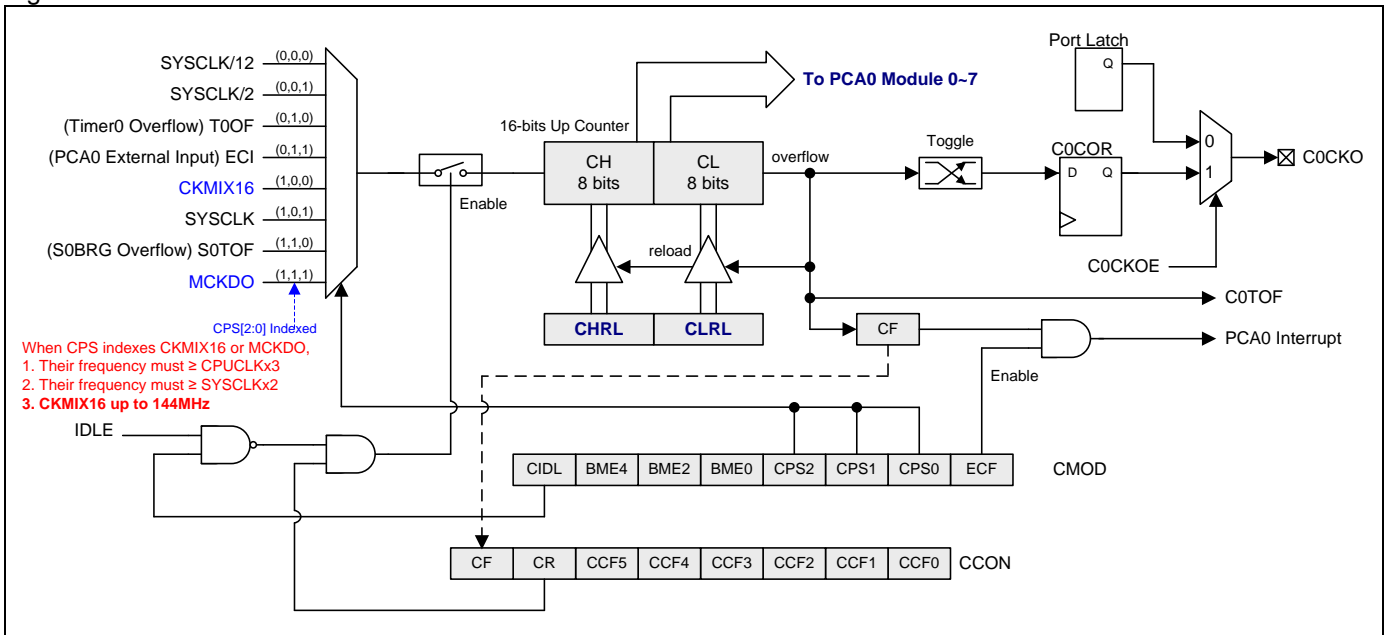 Port Latch
Q
SYSCLK/12 (0,0,0)
SYSCLK/2 (0,0,1)
(Timer0 Overflow) T0OF (0,1,0)
(PCA0 External Input) ECI (0,1,1)
CKMIX16 (1,0,0)
SYSCLK (1,0,1)
(S0BRG Overflow) S0TOF (1,1,0)
MCKDO (1,1,1)
CPS[2:0] Indexed
To PCA0 Module 0~7
16-bits Up Counter
CH
8 bits
CL
8 bits
overflow
Toggle
C0COR
D Q
0
1
C0CKO
Enable
reload
C0CKOE
C0TOF
CHRL CLRL
CF
PCA0 Interrupt
Enable
When CPS indexes CKMIX16 or MCKDO,
1. Their frequency must ≥ CPUCLKx3
2. Their frequency must ≥ SYSCLKx2
3. CKMIX16 up to 144MHz
IDLE
CIDL BME4 BME2 BME0 CPS2 CPS1 CPS0 ECF CMOD
CF CR CCF5 CCF4 CCF3 CCF2 CCF1 CCF0 CCON